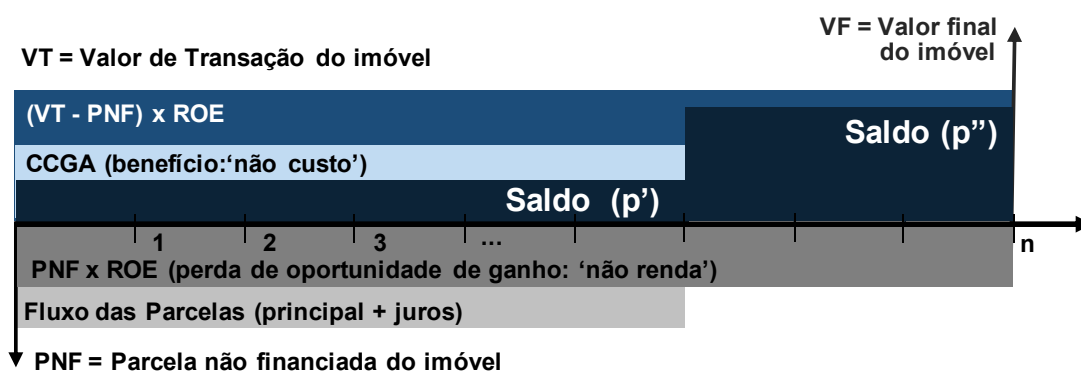 VF = Valor final
do imóvel
VT = Valor de Transação do imóvel
(VT - PNF) x ROE
Saldo (p”)
CCGA (benefício:‘não custo’)
Saldo (p’)
1 2 3 ... n
PNF x ROE (perda de oportunidade de ganho: ‘não renda’)
Fluxo das Parcelas (principal + juros)
PNF = Parcela não financiada do imóvel